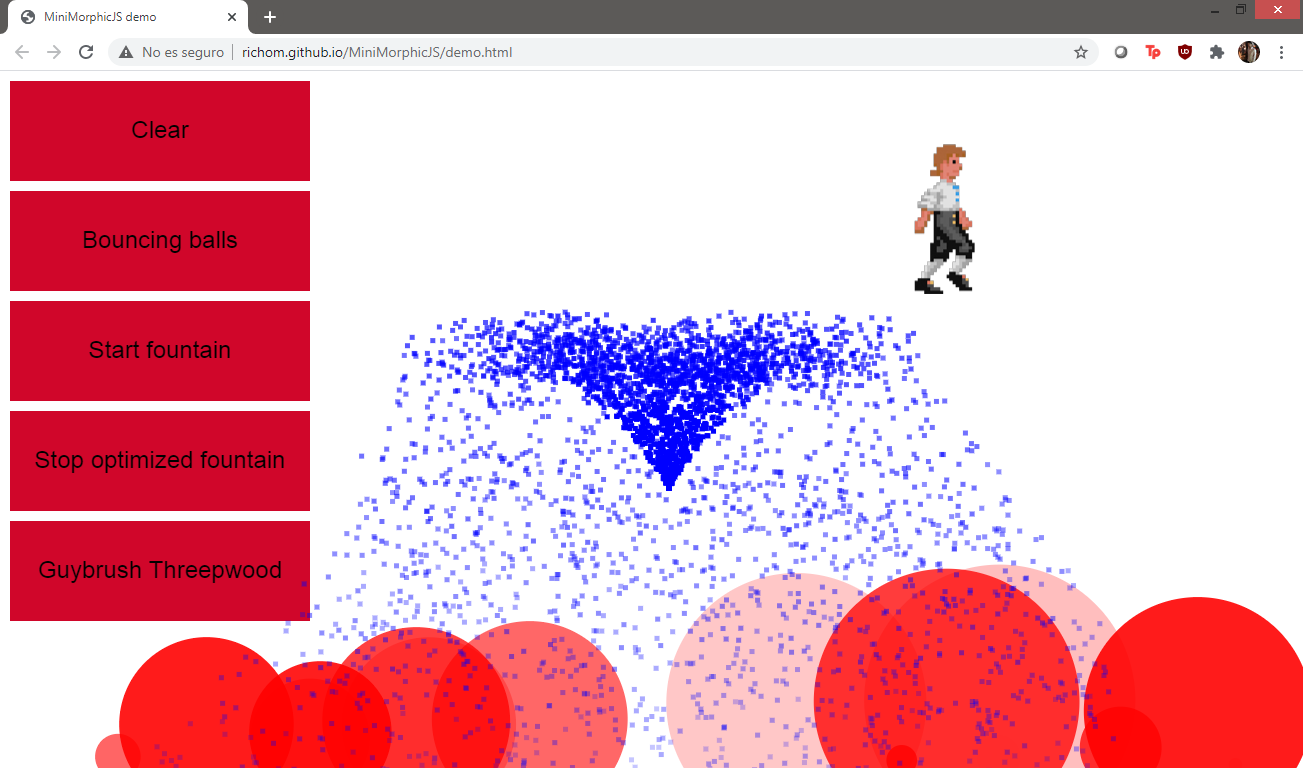 MiniMorphicJS demo
No es seguro
richom.github.io/MiniMorphicJS/demo.html
Tp
Clear
Bouncing balls
Start fountain
Stop optimized fountain
Guybrush Threepwood